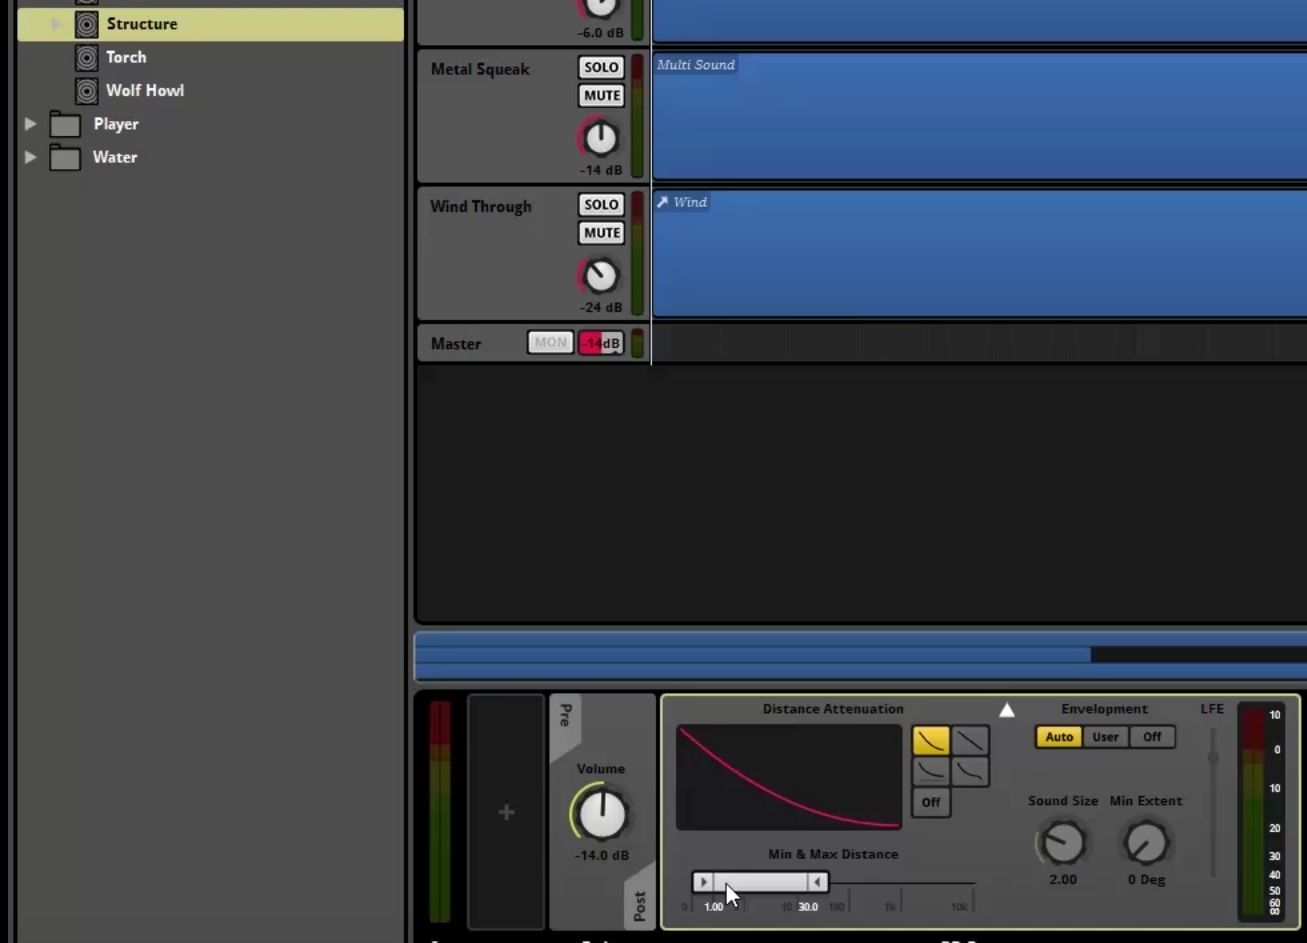 Structure
Torch
Wolf Howl
Player
Water
-6.0 dB
Metal Squeak
SOLO
MUTE
-14 dB
Multi Sound
Wind Through
SOLO
MUTE
-24 dB
Wind
Master
MON
-14dB
Pre
Volume
-14.0 dB
Post
Distance Attenuation
Off
Min & Max Distance
0 1.00 10 30.0 100 1k 10k
Envelopment
Auto User Off
Sound Size Min Extent
2.00 0 Deg
LFE
10
0
10
20
30
40
50
60
∞